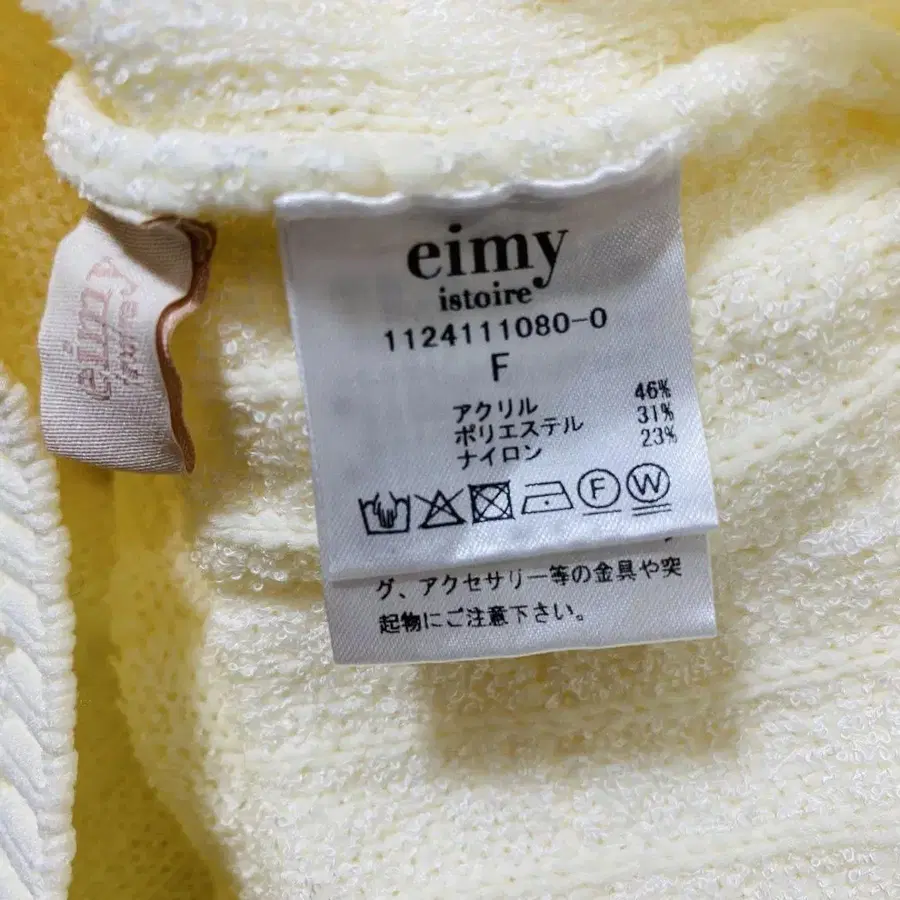 eimy
istoire
eimy
istoire
1124111080-0
F
アクリル 46%
ポリエステル 31%
ナイロン 23%
F W
グ、アクセサリー等の金具や突
起物にご注意下さい。